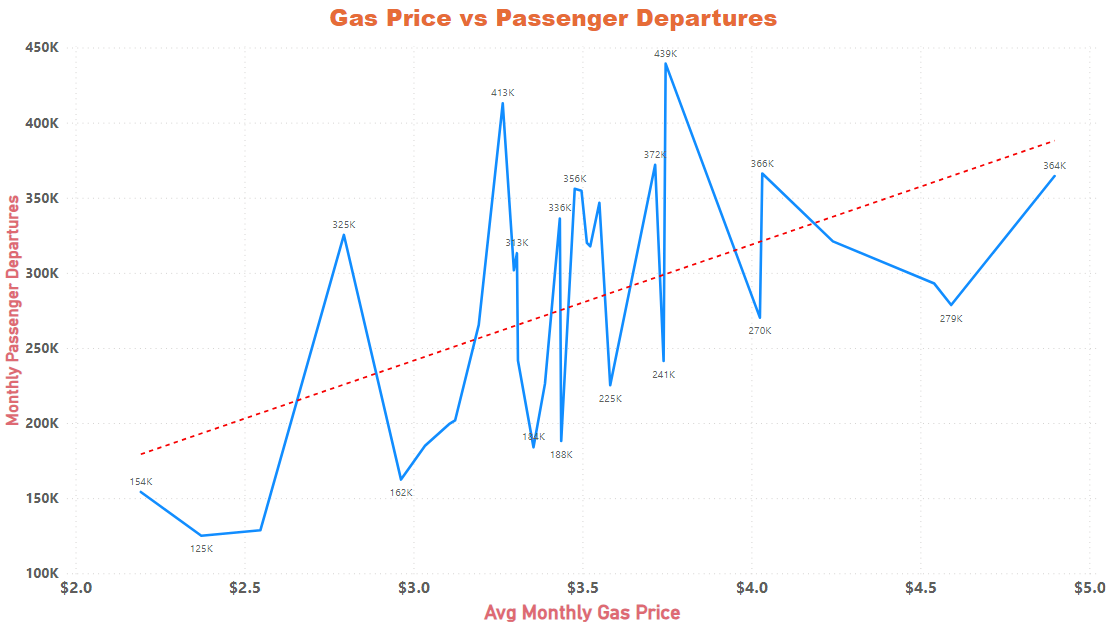 Gas Price vs Passenger Departures
450K
400K
350K
300K
250K
200K
150K
100K
Monthly Passenger Departures
439K
413K
372K
366K
364K
356K
336K
325K
313K
279K
270K
241K
225K
184K
188K
162K
154K
125K
$2.0 $2.5 $3.0 $3.5 $4.0 $4.5 $5.0
Avg Monthly Gas Price